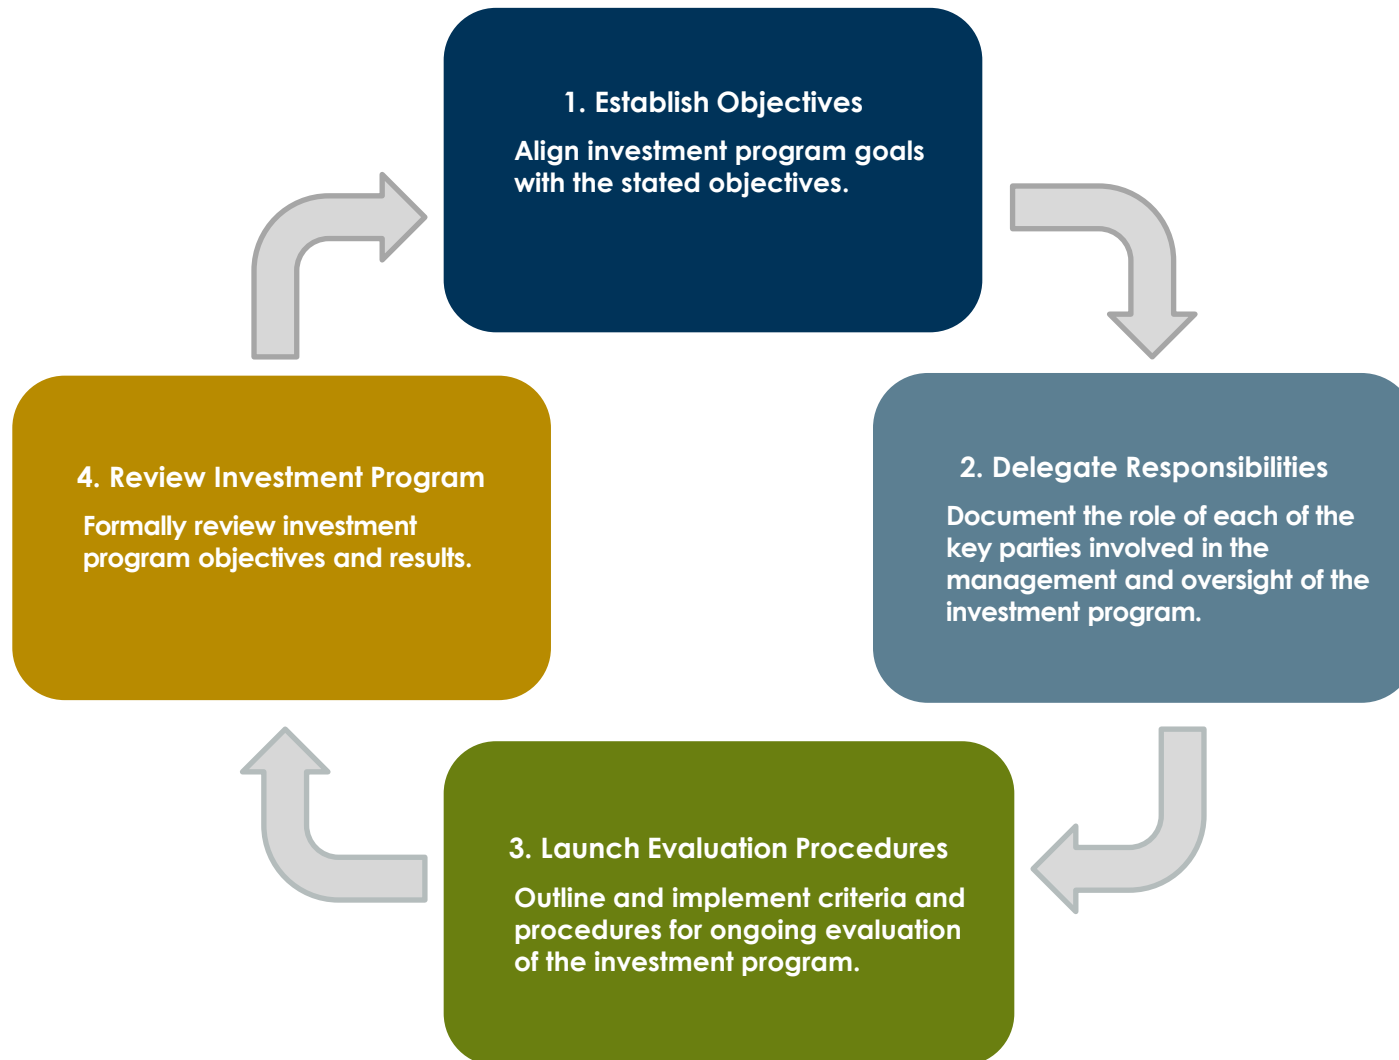 1. Establish Objectives
Align investment program goals
with the stated objectives.
2. Delegate Responsibilities
Document the role of each of the
key parties involved in the
management and oversight of the
investment program.
3. Launch Evaluation Procedures
Outline and implement criteria and
procedures for ongoing evaluation
of the investment program.
4. Review Investment Program
Formally review investment
program objectives and results.